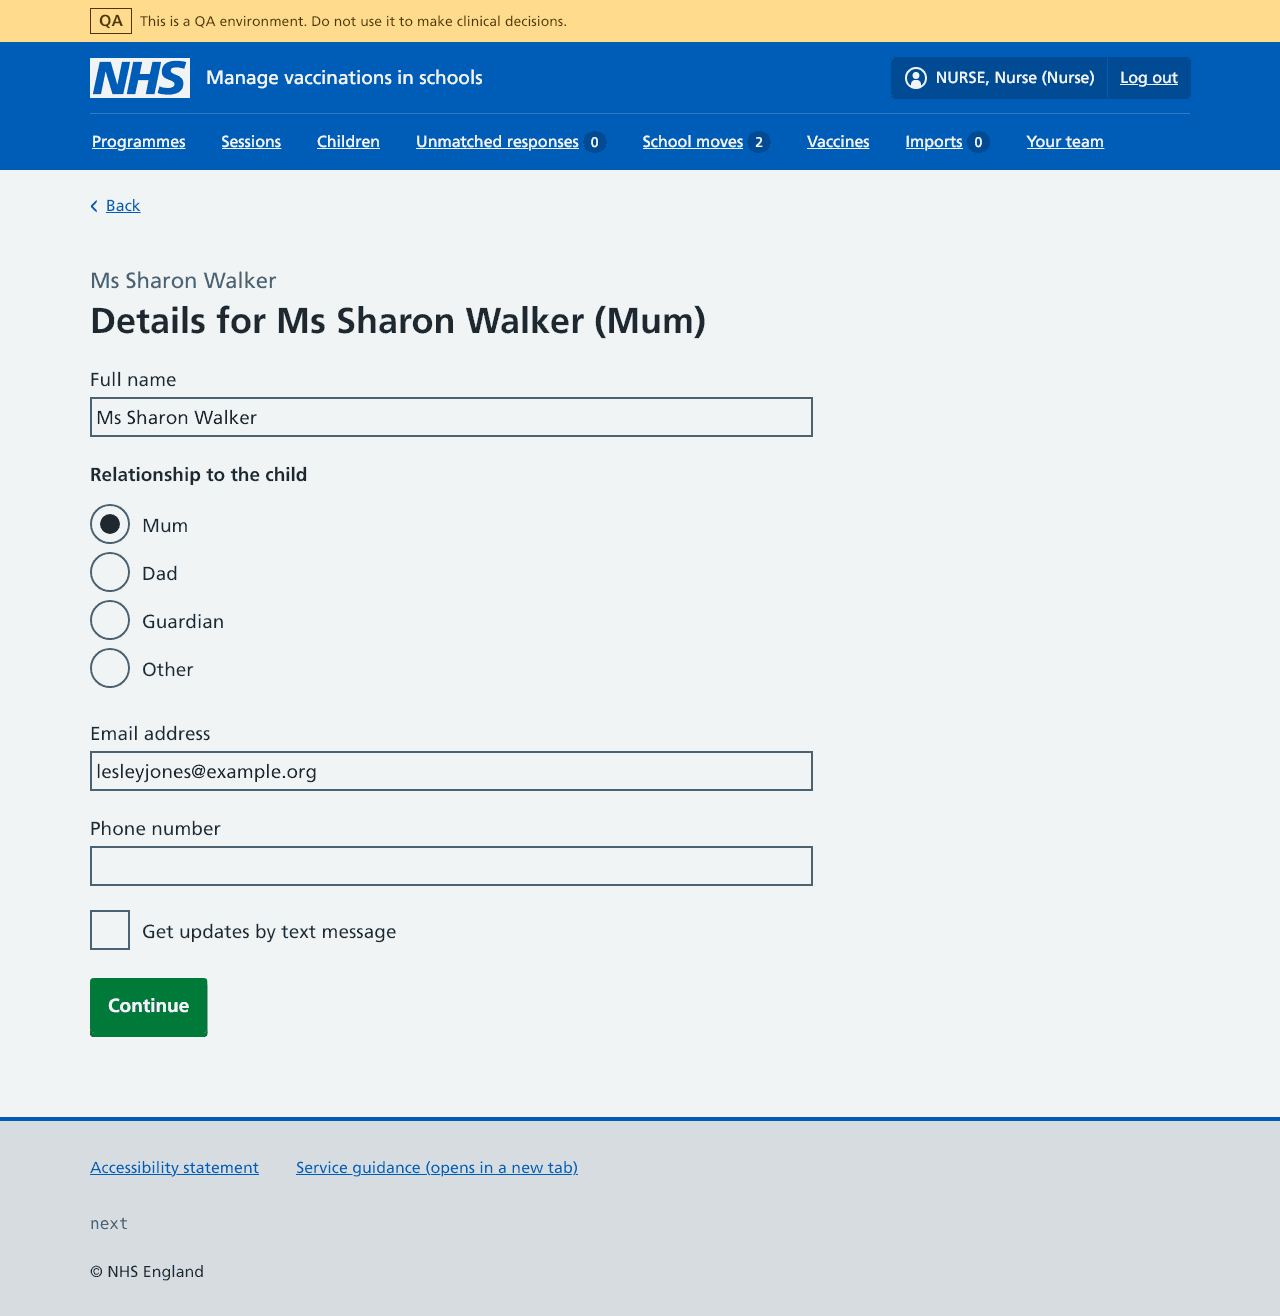 QA This is a QA environment. Do not use it to make clinical decisions.
NHS Manage vaccinations in schools NURSE, Nurse (Nurse) Log out
Programmes Sessions Children Unmatched responses 0 School moves 2 Vaccines Imports 0 Your team
Back
Ms Sharon Walker
Details for Ms Sharon Walker (Mum)
Full name
Ms Sharon Walker
Relationship to the child
Mum
Dad
Guardian
Other
Email address
lesleyjones@example.org
Phone number
Get updates by text message
Continue
Accessibility statement Service guidance (opens in a new tab)
next
© NHS England